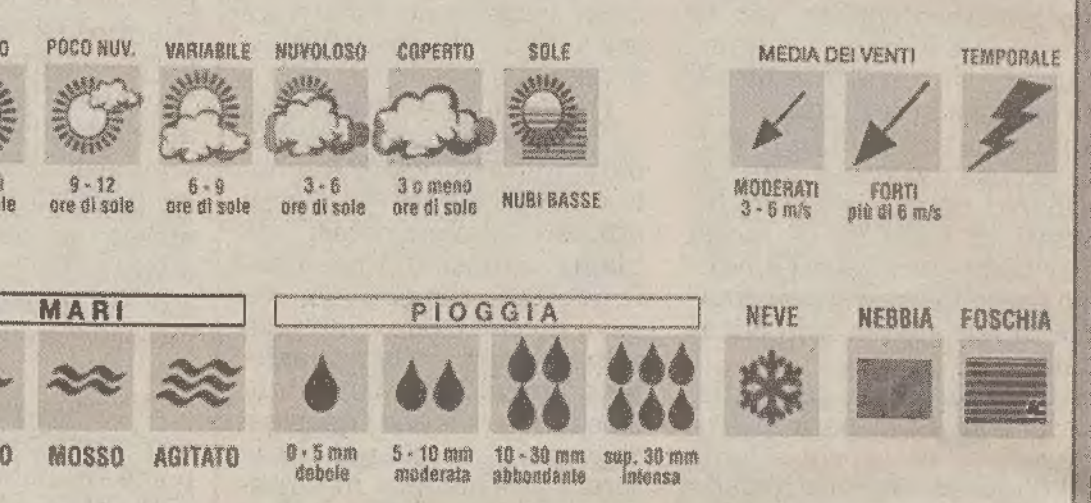 POCO NUV. VARIABILE NUVOLOSO COPERTO SOLE MEDIA DEI VENTI TEMPORALE
9 - 12 6 - 9 3 - 6 3 o meno NUBI BASSE MODERATI FORTI
ore di sole ore di sole ore di sole ore di sole 3 - 6 m/s più di 6 m/s
MARI PIOGGIA NEVE NEBBIA FOSCHIA
MOSSO AGITATO 0 - 5 mm 5 - 10 mm 10 - 30 mm sup. 30 mm
debole moderata abbondante intensa